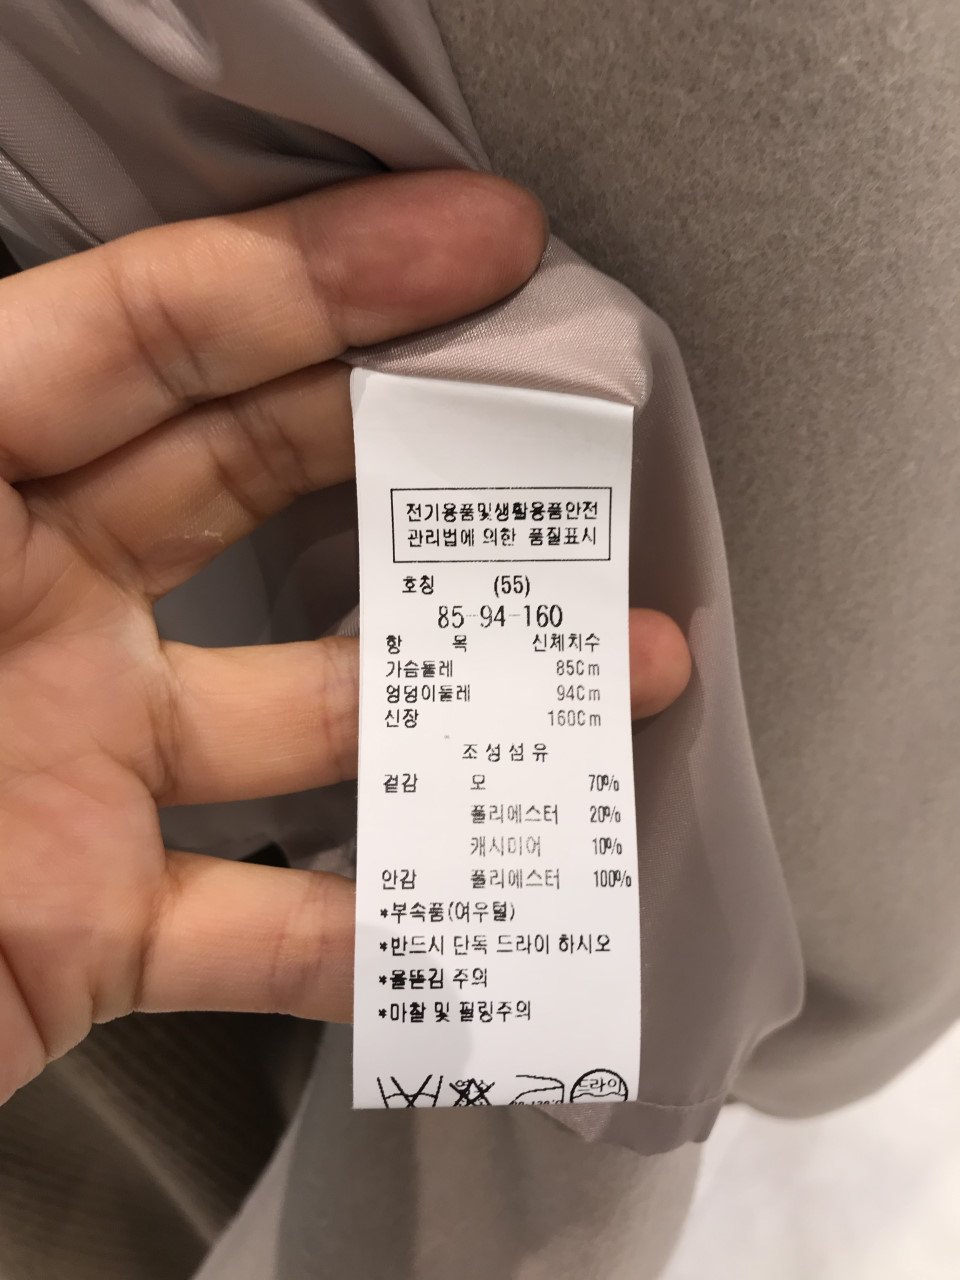 전기용품및생활용품안전
관리법에 의한 품질표시
호칭 (55)
85-94-160
항 목 신체치수
가슴둘레 85Cm
엉덩이둘레 94Cm
신장 160Cm
조성섬유
겉감 모 70%
폴리에스터 20%
캐시미어 10%
안감 폴리에스터 100%
*부속품(여우털)
*반드시 단독 드라이 하시오
*올뜯김 주의
*마찰 및 필링주의
드라이